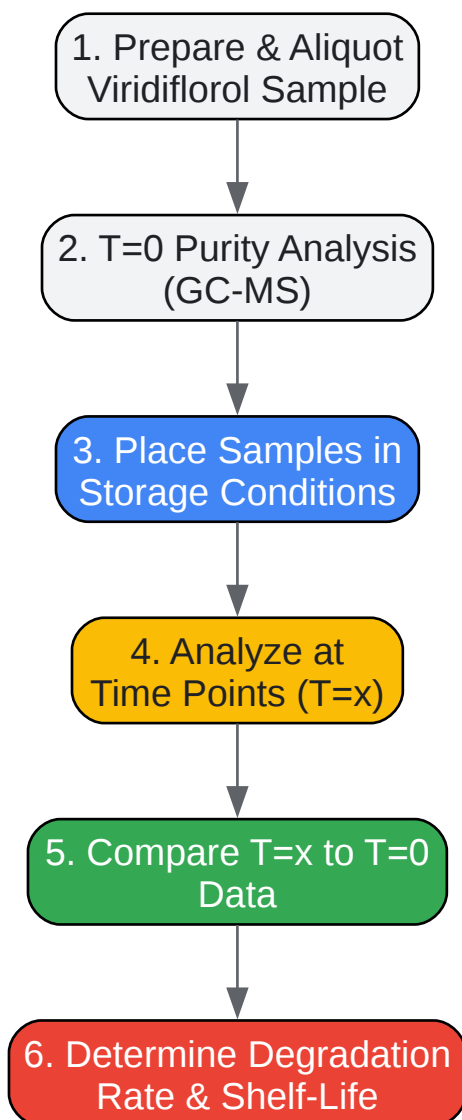 1. Prepare & Aliquot
Viridiflorol Sample
2. T=0 Purity Analysis
(GC-MS)
3. Place Samples in
Storage Conditions
4. Analyze at
Time Points (T=x)
5. Compare T=x to T=0
Data
6. Determine Degradation
Rate & Shelf-Life